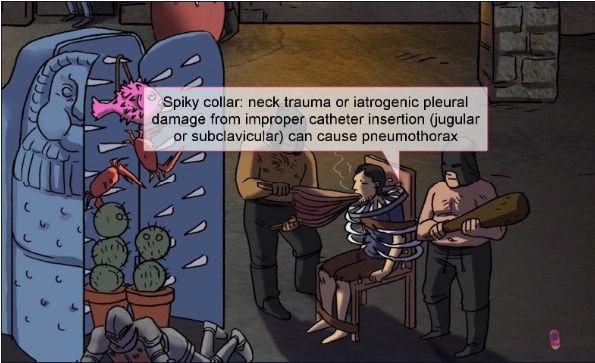 Spiky collar: neck trauma or iatrogenic pleural
damage from improper catheter insertion (jugular
or subclavicular) can cause pneumothorax